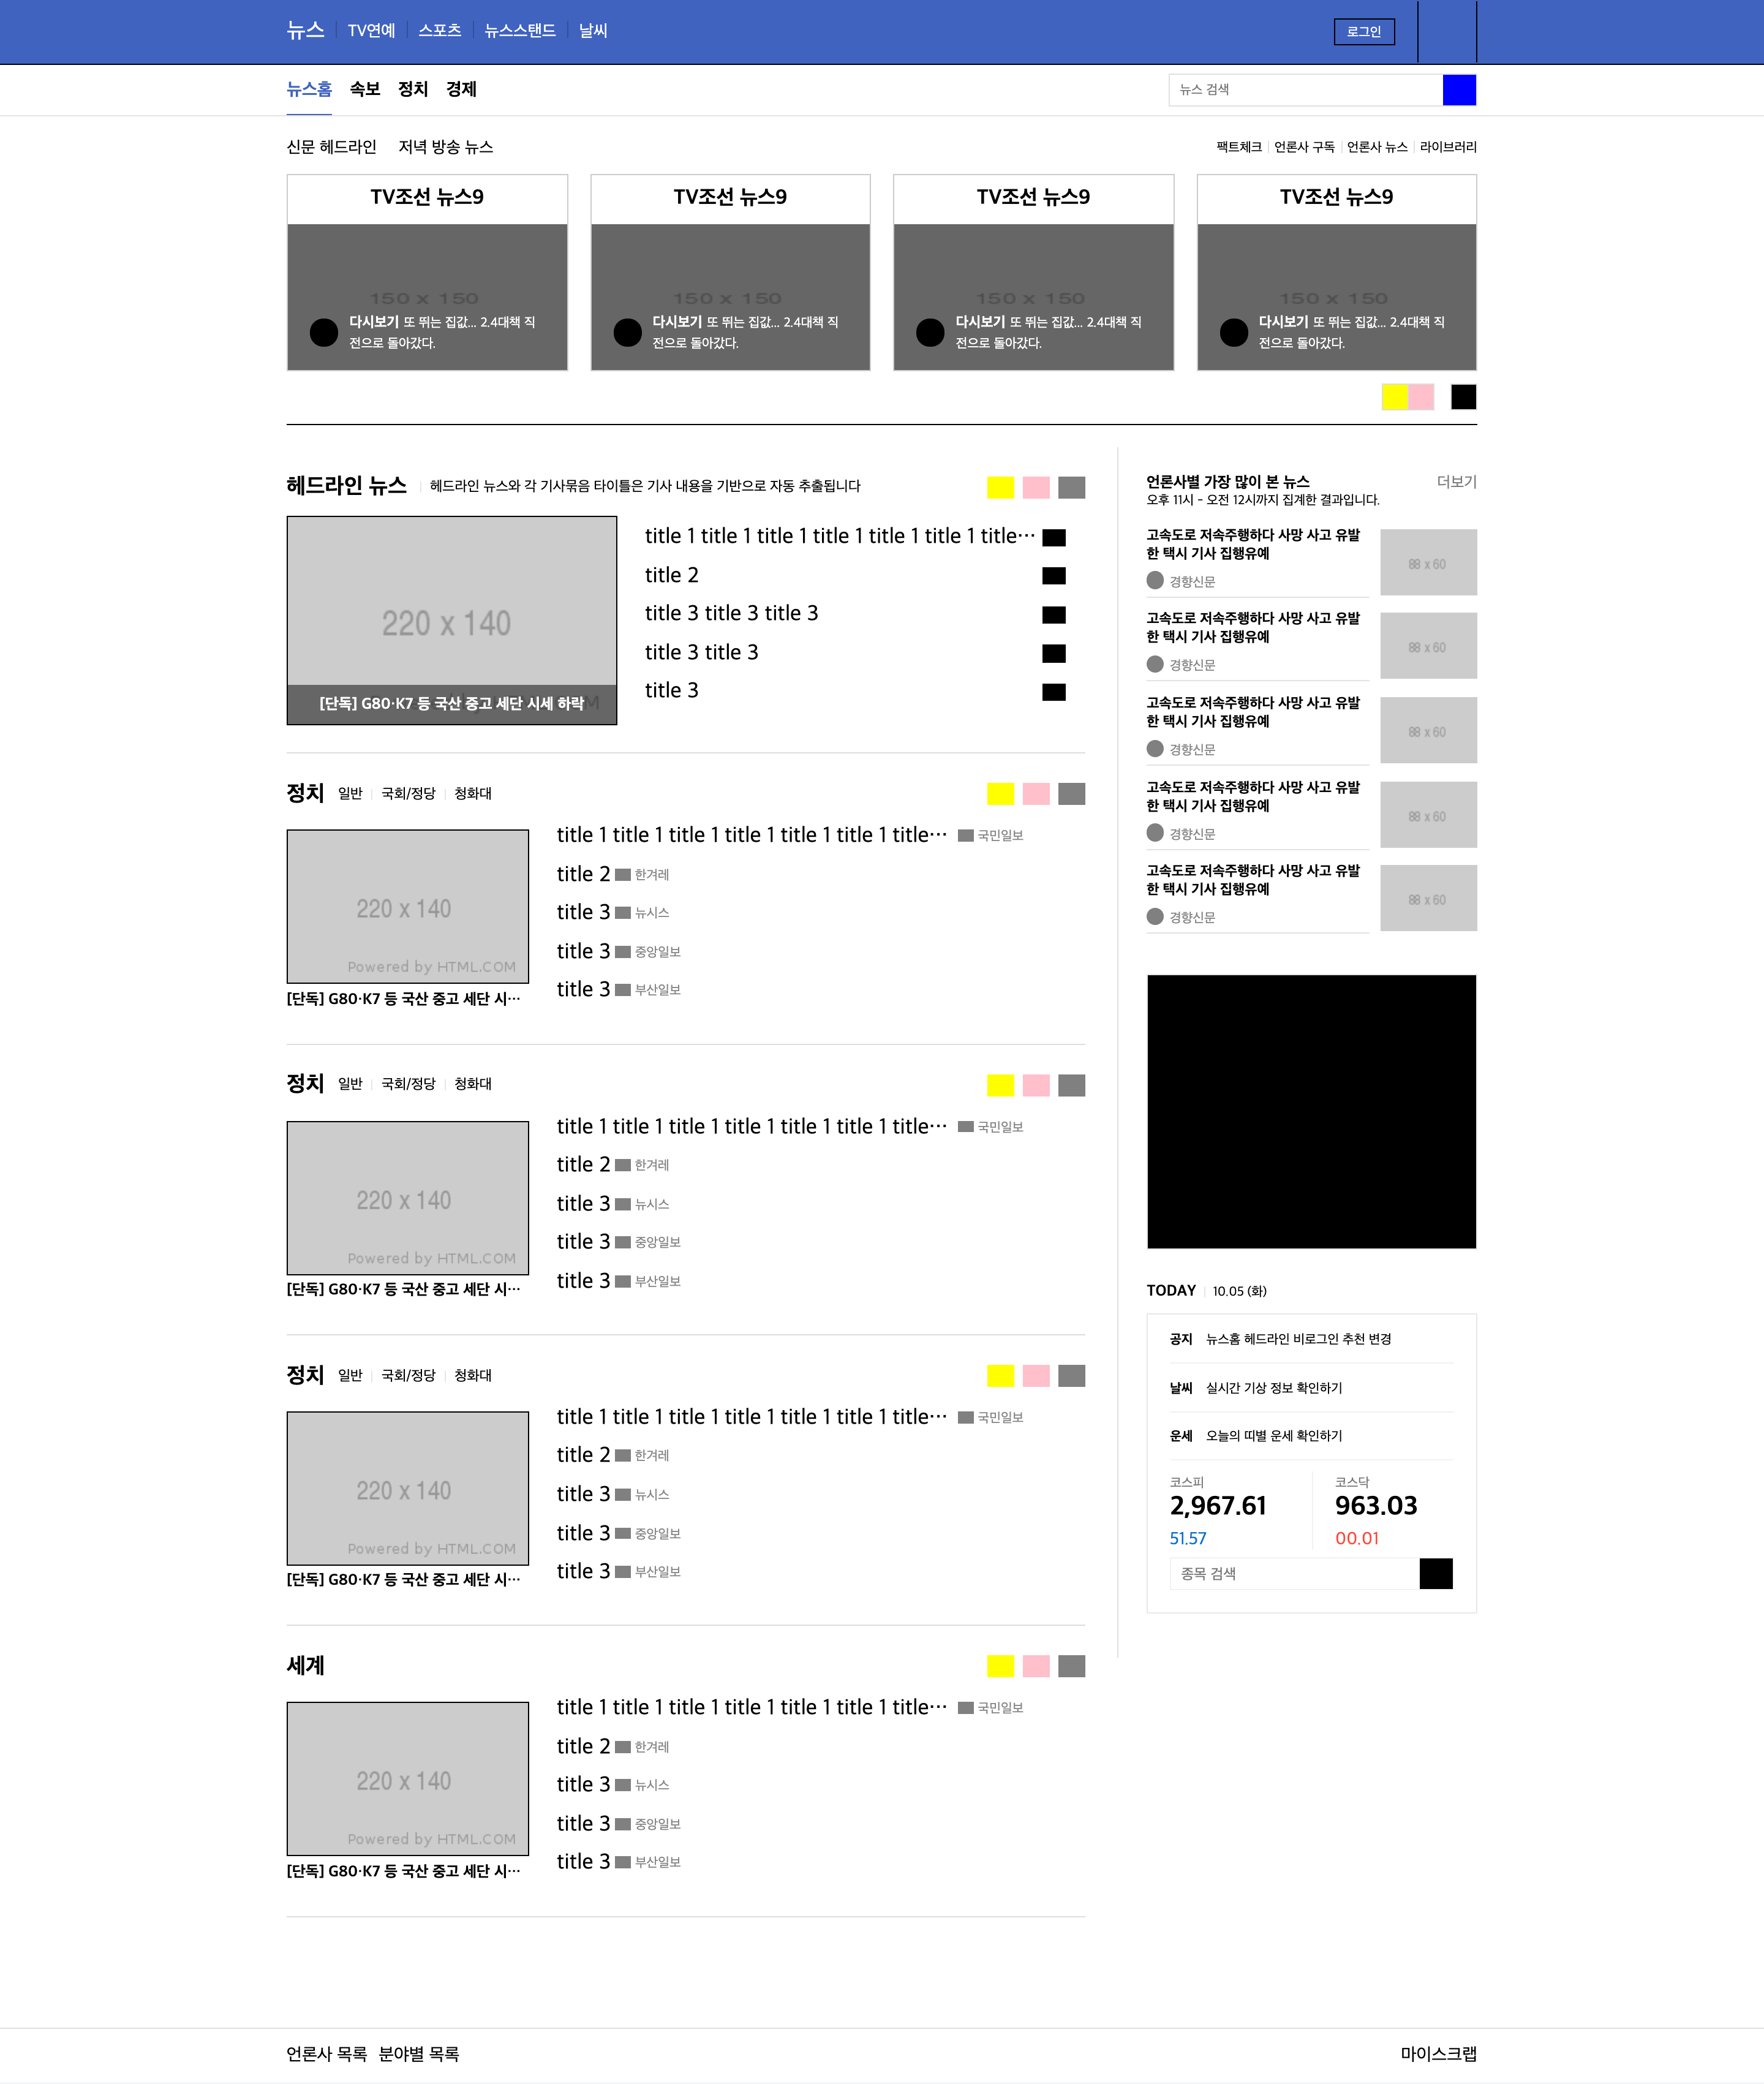 뉴스 TV연예 스포츠 뉴스스탠드 날씨 로그인
뉴스홈 속보 정치 경제 뉴스 검색
신문 헤드라인 저녁 방송 뉴스 팩트체크 언론사 구독 언론사 뉴스 라이브러리
TV조선 뉴스9 TV조선 뉴스9 TV조선 뉴스9 TV조선 뉴스9
150 x 150 150 x 150 150 x 150 150 x 150
다시보기 또 뛰는 집값... 2.4대책 직 다시보기 또 뛰는 집값... 2.4대책 직 다시보기 또 뛰는 집값... 2.4대책 직 다시보기 또 뛰는 집값... 2.4대책 직
전으로 돌아갔다. 전으로 돌아갔다. 전으로 돌아갔다. 전으로 돌아갔다.
헤드라인 뉴스 헤드라인 뉴스와 각 기사묶음 타이틀은 기사 내용을 기반으로 자동 추출됩니다
220 x 140
[단독] G80·K7 등 국산 중고 세단 시세 하락
title 1 title 1 title 1 title 1 title 1 title 1 title…
title 2
title 3 title 3 title 3
title 3 title 3
title 3
정치 일반 국회/정당 청화대
220 x 140
Powered by HTML.COM
[단독] G80·K7 등 국산 중고 세단 시…
title 1 title 1 title 1 title 1 title 1 title 1 title… 국민일보
title 2 한겨레
title 3 뉴시스
title 3 중앙일보
title 3 부산일보
정치 일반 국회/정당 청화대
220 x 140
Powered by HTML.COM
[단독] G80·K7 등 국산 중고 세단 시…
title 1 title 1 title 1 title 1 title 1 title 1 title… 국민일보
title 2 한겨레
title 3 뉴시스
title 3 중앙일보
title 3 부산일보
정치 일반 국회/정당 청화대
220 x 140
Powered by HTML.COM
[단독] G80·K7 등 국산 중고 세단 시…
title 1 title 1 title 1 title 1 title 1 title 1 title… 국민일보
title 2 한겨레
title 3 뉴시스
title 3 중앙일보
title 3 부산일보
세계
220 x 140
Powered by HTML.COM
[단독] G80·K7 등 국산 중고 세단 시…
title 1 title 1 title 1 title 1 title 1 title 1 title… 국민일보
title 2 한겨레
title 3 뉴시스
title 3 중앙일보
title 3 부산일보
언론사별 가장 많이 본 뉴스 더보기
오후 11시 - 오전 12시까지 집계한 결과입니다.
고속도로 저속주행하다 사망 사고 유발
한 택시 기사 집행유예
경향신문
88 x 60
고속도로 저속주행하다 사망 사고 유발
한 택시 기사 집행유예
경향신문
88 x 60
고속도로 저속주행하다 사망 사고 유발
한 택시 기사 집행유예
경향신문
88 x 60
고속도로 저속주행하다 사망 사고 유발
한 택시 기사 집행유예
경향신문
88 x 60
고속도로 저속주행하다 사망 사고 유발
한 택시 기사 집행유예
경향신문
88 x 60
TODAY 10.05 (화)
공지 뉴스홈 헤드라인 비로그인 추천 변경
날씨 실시간 기상 정보 확인하기
운세 오늘의 띠별 운세 확인하기
코스피 코스닥
2,967.61 963.03
51.57 00.01
종목 검색
언론사 목록 분야별 목록 마이스크랩